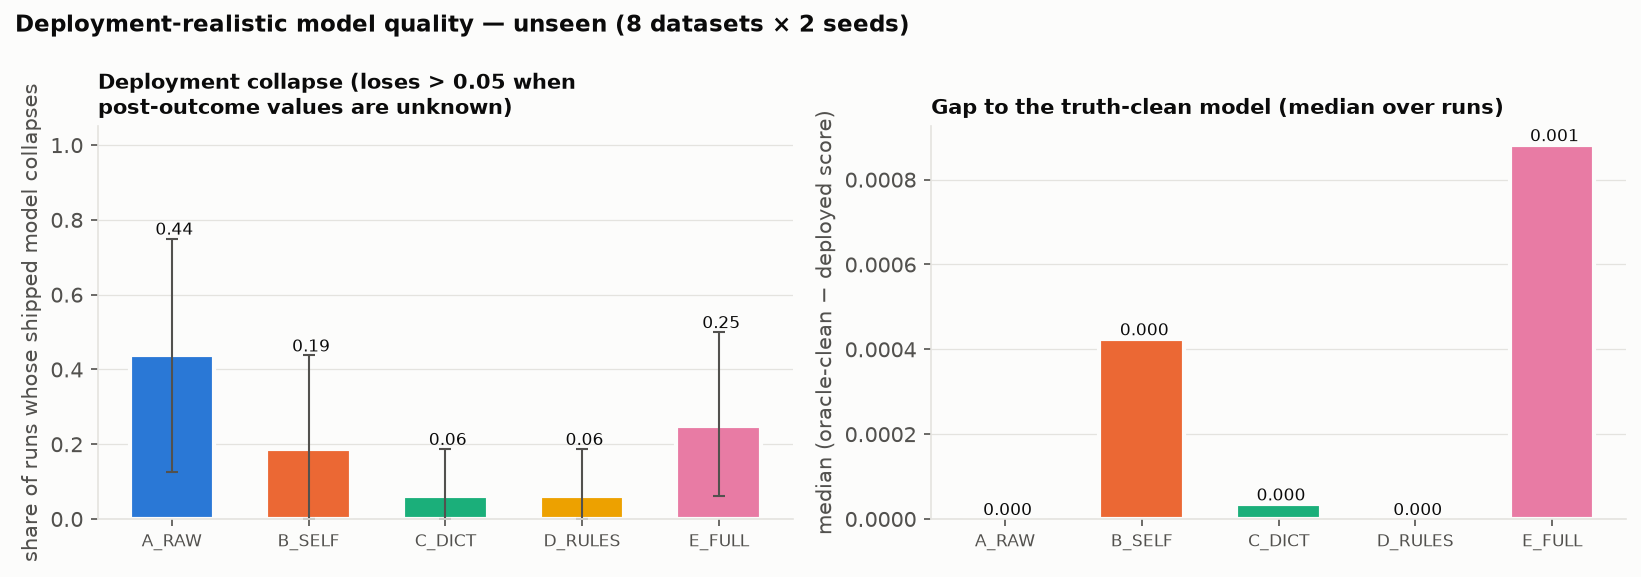 Deployment-realistic model quality — unseen (8 datasets × 2 seeds)
Deployment collapse (loses > 0.05 when
post-outcome values are unknown)
share of runs whose shipped model collapses
1.0
0.8
0.6
0.4
0.2
0.0
0.44
0.19
0.06
0.06
0.25
A_RAW
B_SELF
C_DICT
D_RULES
E_FULL
Gap to the truth-clean model (median over runs)
median (oracle-clean − deployed score)
0.0008
0.0006
0.0004
0.0002
0.0000
0.000
0.000
0.000
0.000
0.001
A_RAW
B_SELF
C_DICT
D_RULES
E_FULL